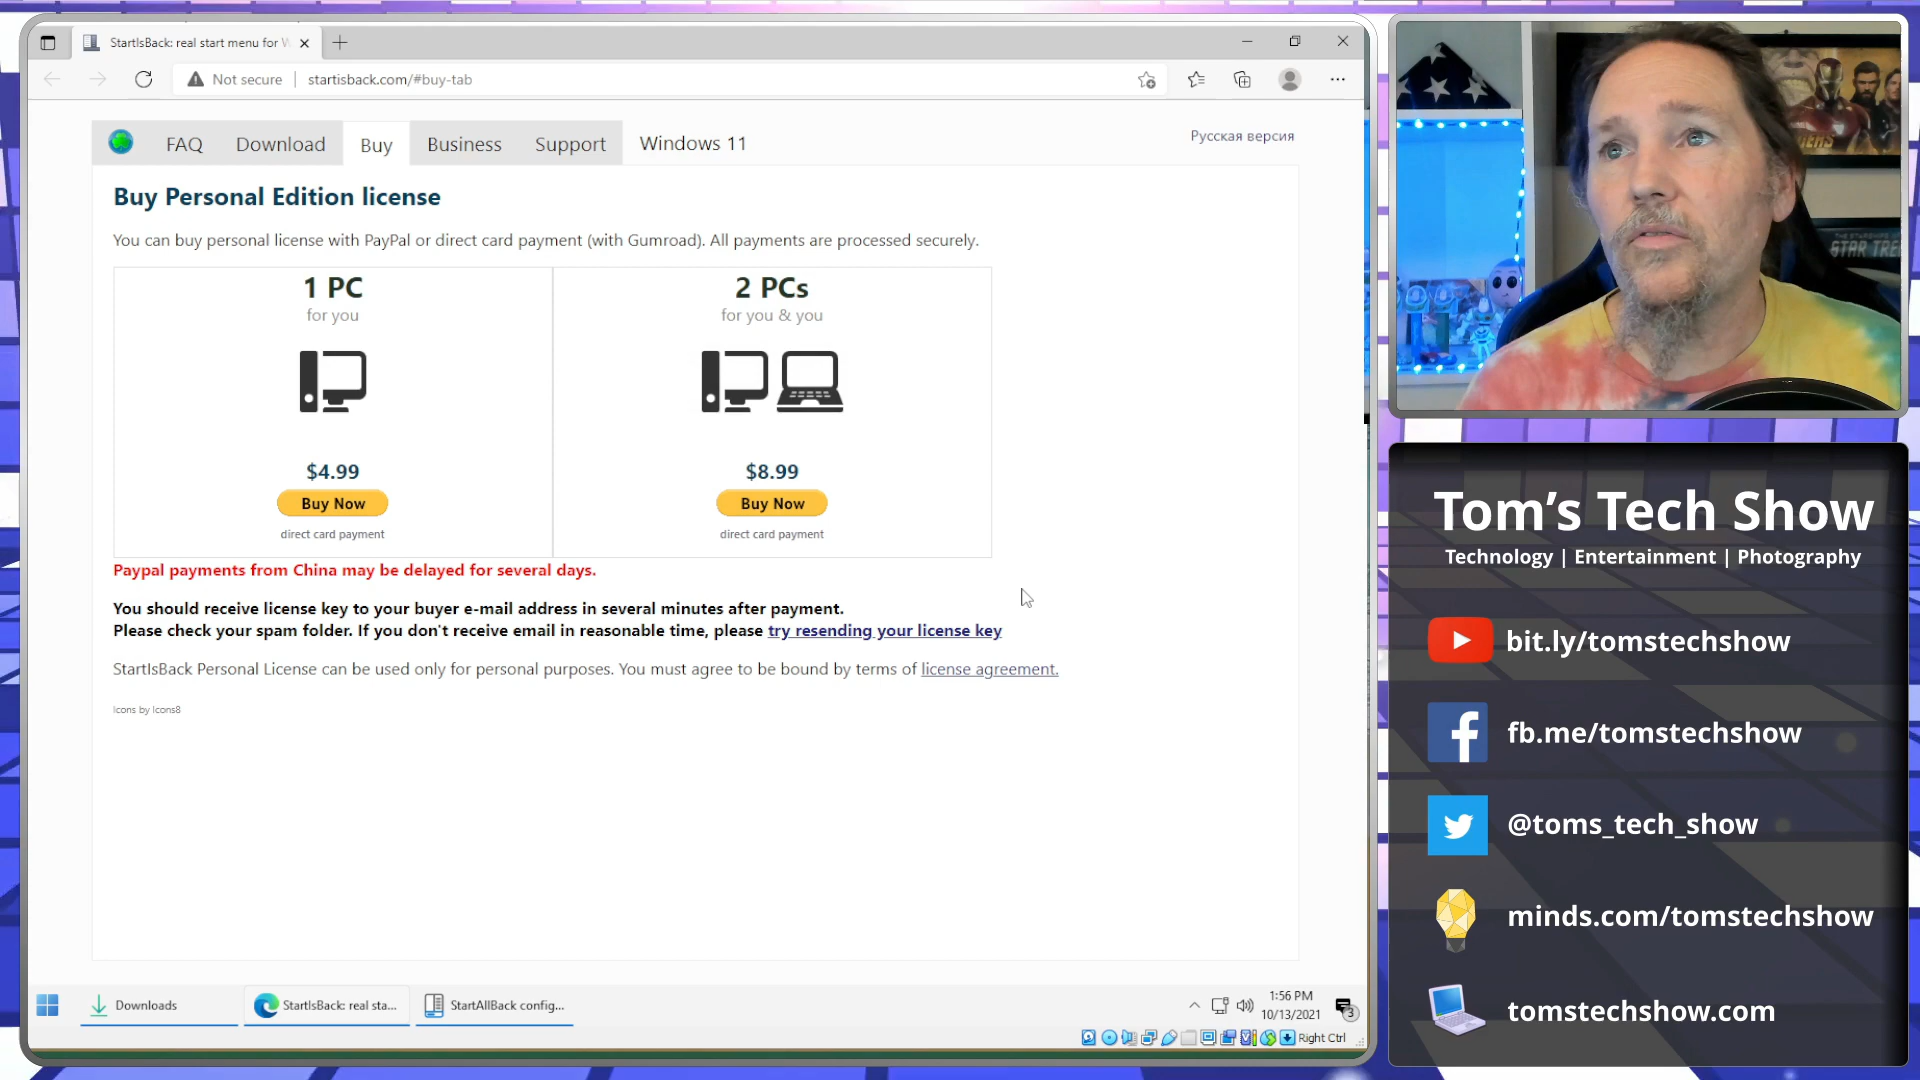 StartIsBack: real start menu for W
Not secure
startisback.com/#buy-tab
FAQ
Download
Buy
Business
Support
Windows 11
Русская версия
Buy Personal Edition license
You can buy personal license with PayPal or direct card payment (with Gumroad). All payments are processed securely.
1 PC
for you
$4.99
Buy Now
direct card payment
2 PCs
for you & you
$8.99
Buy Now
direct card payment
Paypal payments from China may be delayed for several days.
You should receive license key to your buyer e-mail address in several minutes after payment.
Please check your spam folder. If you don't receive email in reasonable time, please try resending your license key
StartIsBack Personal License can be used only for personal purposes. You must agree to be bound by terms of license agreement.
Icons by Icons8
Downloads
StartIsBack: real sta...
StartAllBack config...
1:56 PM
10/13/2021
3
Right Ctrl
STAR TREK
Tom's Tech Show
Technology | Entertainment | Photography
bit.ly/tomstechshow
fb.me/tomstechshow
@toms_tech_show
minds.com/tomstechshow
tomstechshow.com